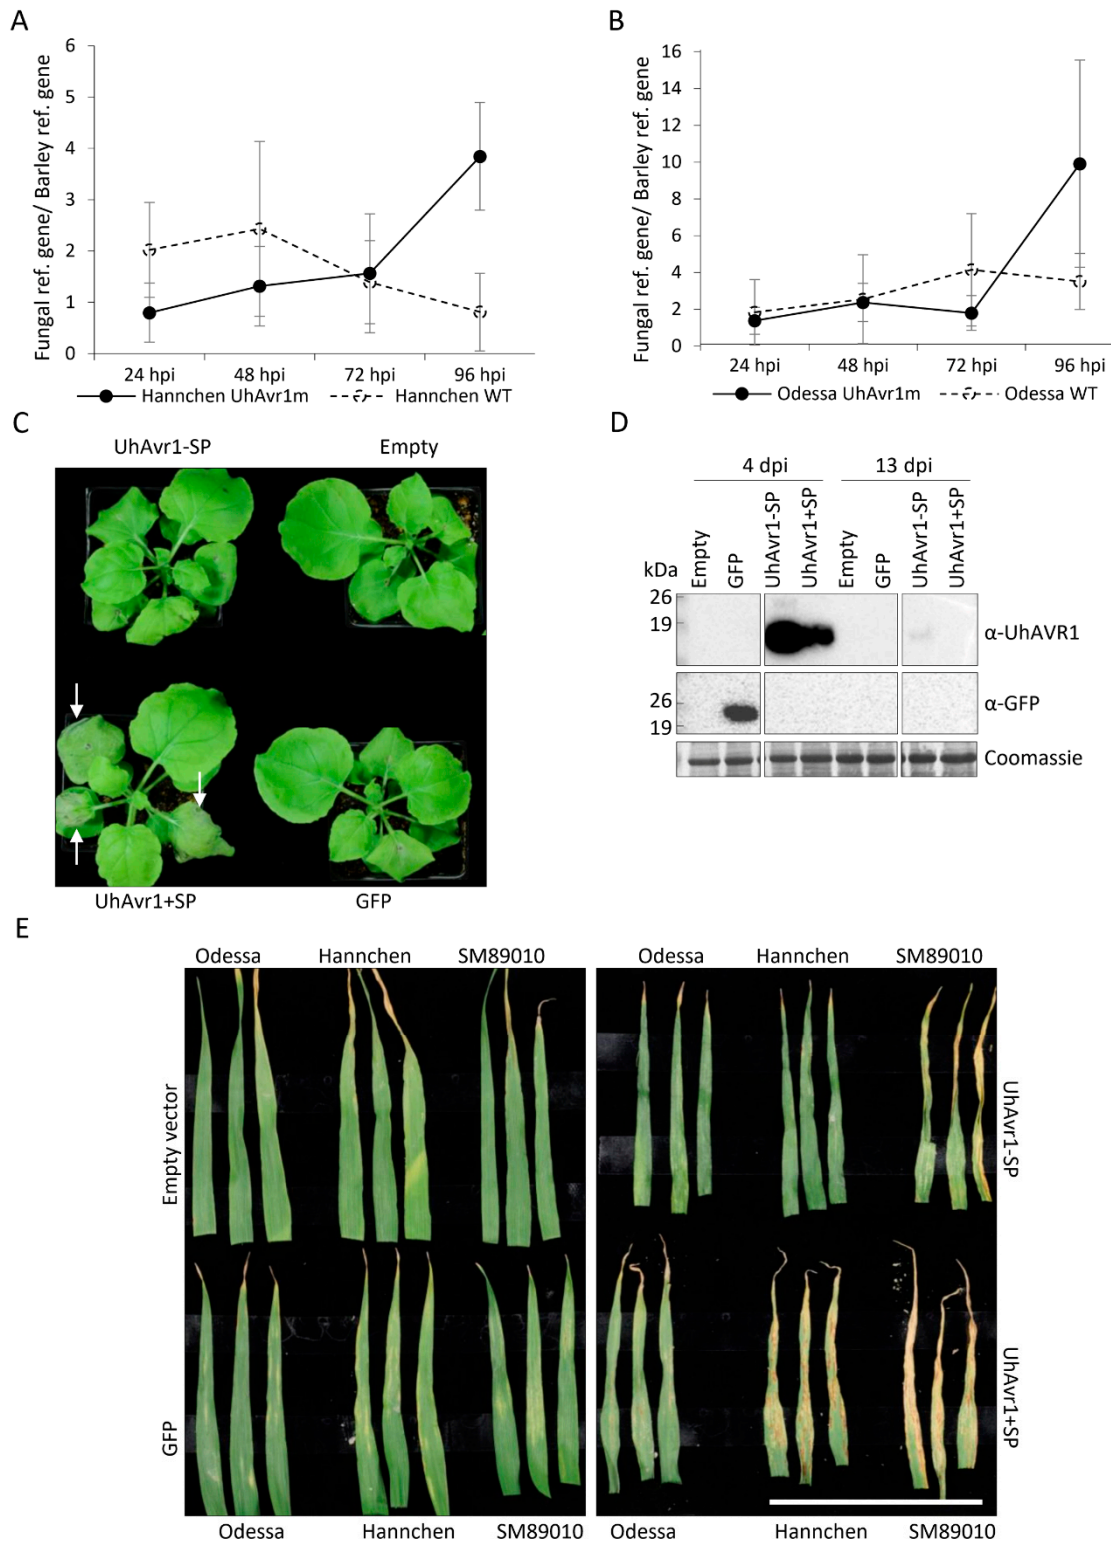 A
Fungal ref. gene/ Barley ref. gene
6
5
4
3
2
1
0
24 hpi 48 hpi 72 hpi 96 hpi
Hannchen UhAvr1m Hannchen WT
B
Fungal ref. gene/ Barley ref. gene
16
14
12
10
8
6
4
2
0
24 hpi 48 hpi 72 hpi 96 hpi
Odessa UhAvr1m Odessa WT
C
UhAvr1-SP Empty
UhAvr1+SP GFP
D
4 dpi 13 dpi
Empty GFP UhAvr1-SP UhAvr1+SP Empty GFP UhAvr1-SP UhAvr1+SP
kDa
26
19
α-UhAVR1
26
19
α-GFP
Coomassie
E
Odessa Hannchen SM89010 Odessa Hannchen SM89010
Empty vector
UhAvr1-SP
GFP
UhAvr1+SP
Odessa Hannchen SM89010 Odessa Hannchen SM89010